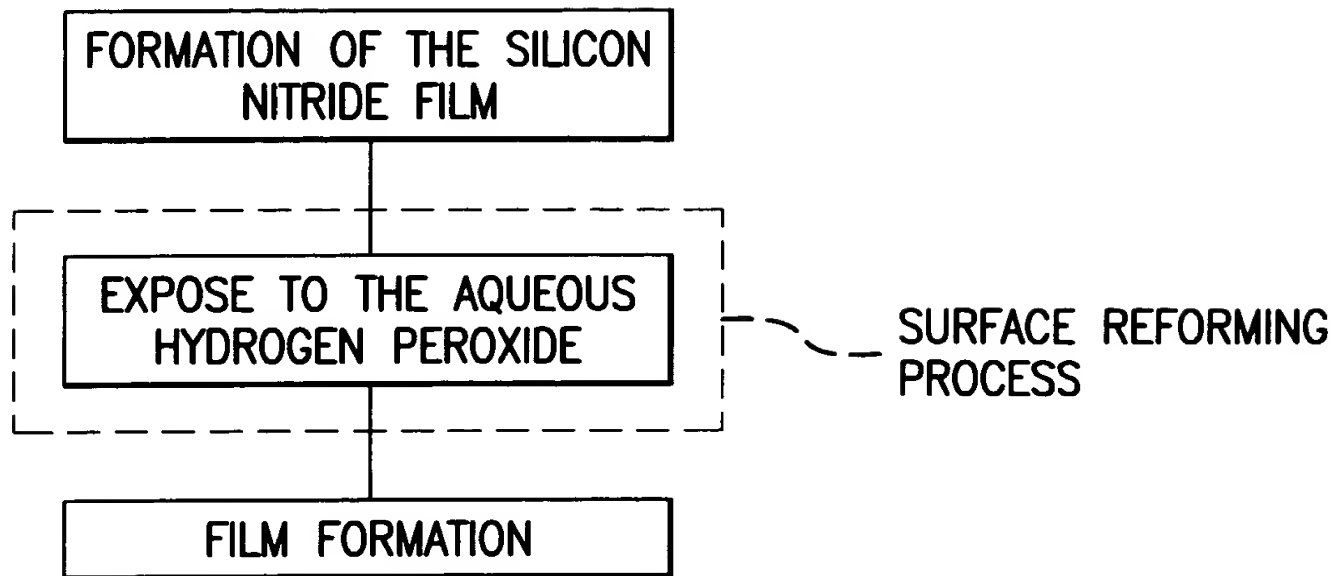 FORMATION OF THE SILICON
NITRIDE FILM
EXPOSE TO THE AQUEOUS
HYDROGEN PEROXIDE
SURFACE REFORMING
PROCESS
FILM FORMATION